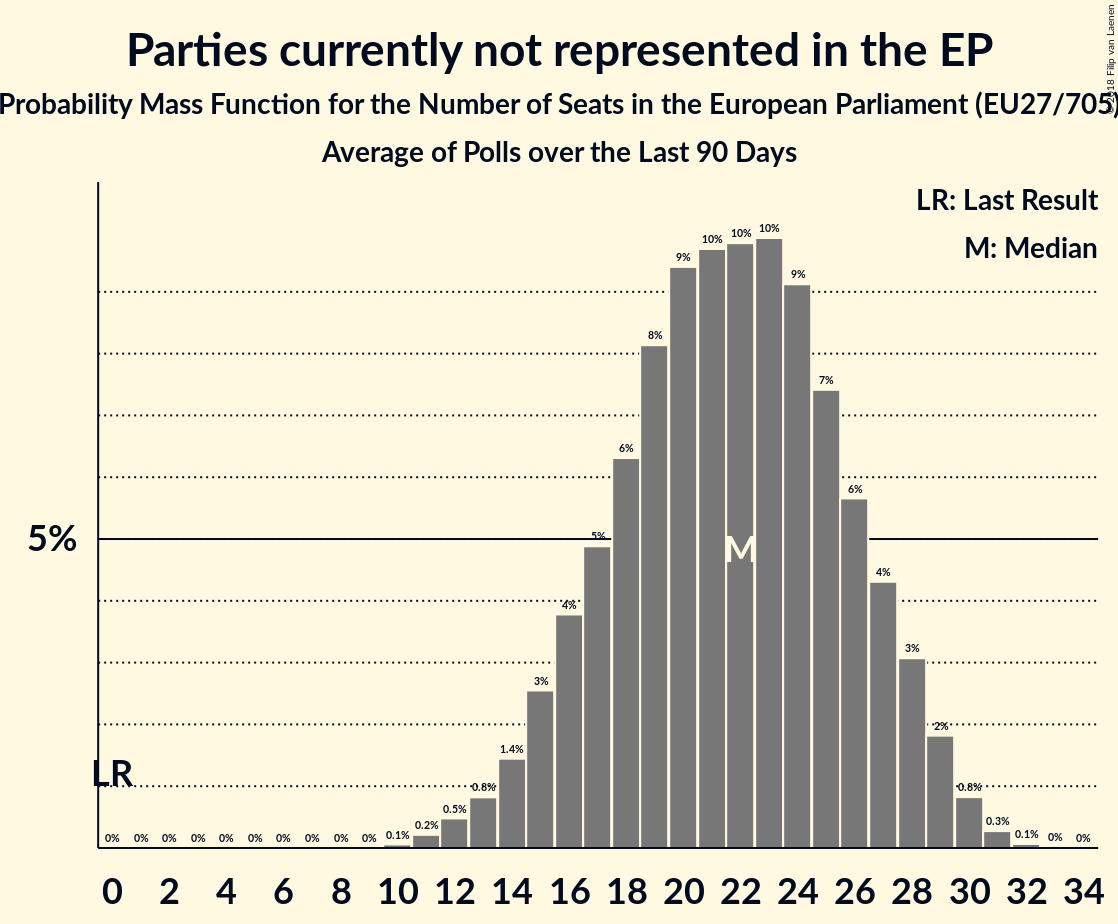 Parties currently not represented in the EP
Probability Mass Function for the Number of Seats in the European Parliament (EU27/705)
Average of Polls over the Last 90 Days
© 2018 Filip van Laenen
LR: Last Result
M: Median
5%
LR
M
0% 0% 0% 0% 0% 0% 0% 0% 0% 0% 0.1% 0.2% 0.5% 0.8% 1.4% 3% 4% 5% 6% 8% 9% 10% 10% 10% 9% 7% 6% 4% 3% 2% 0.8% 0.3% 0.1% 0% 0%
0 2 4 6 8 10 12 14 16 18 20 22 24 26 28 30 32 34